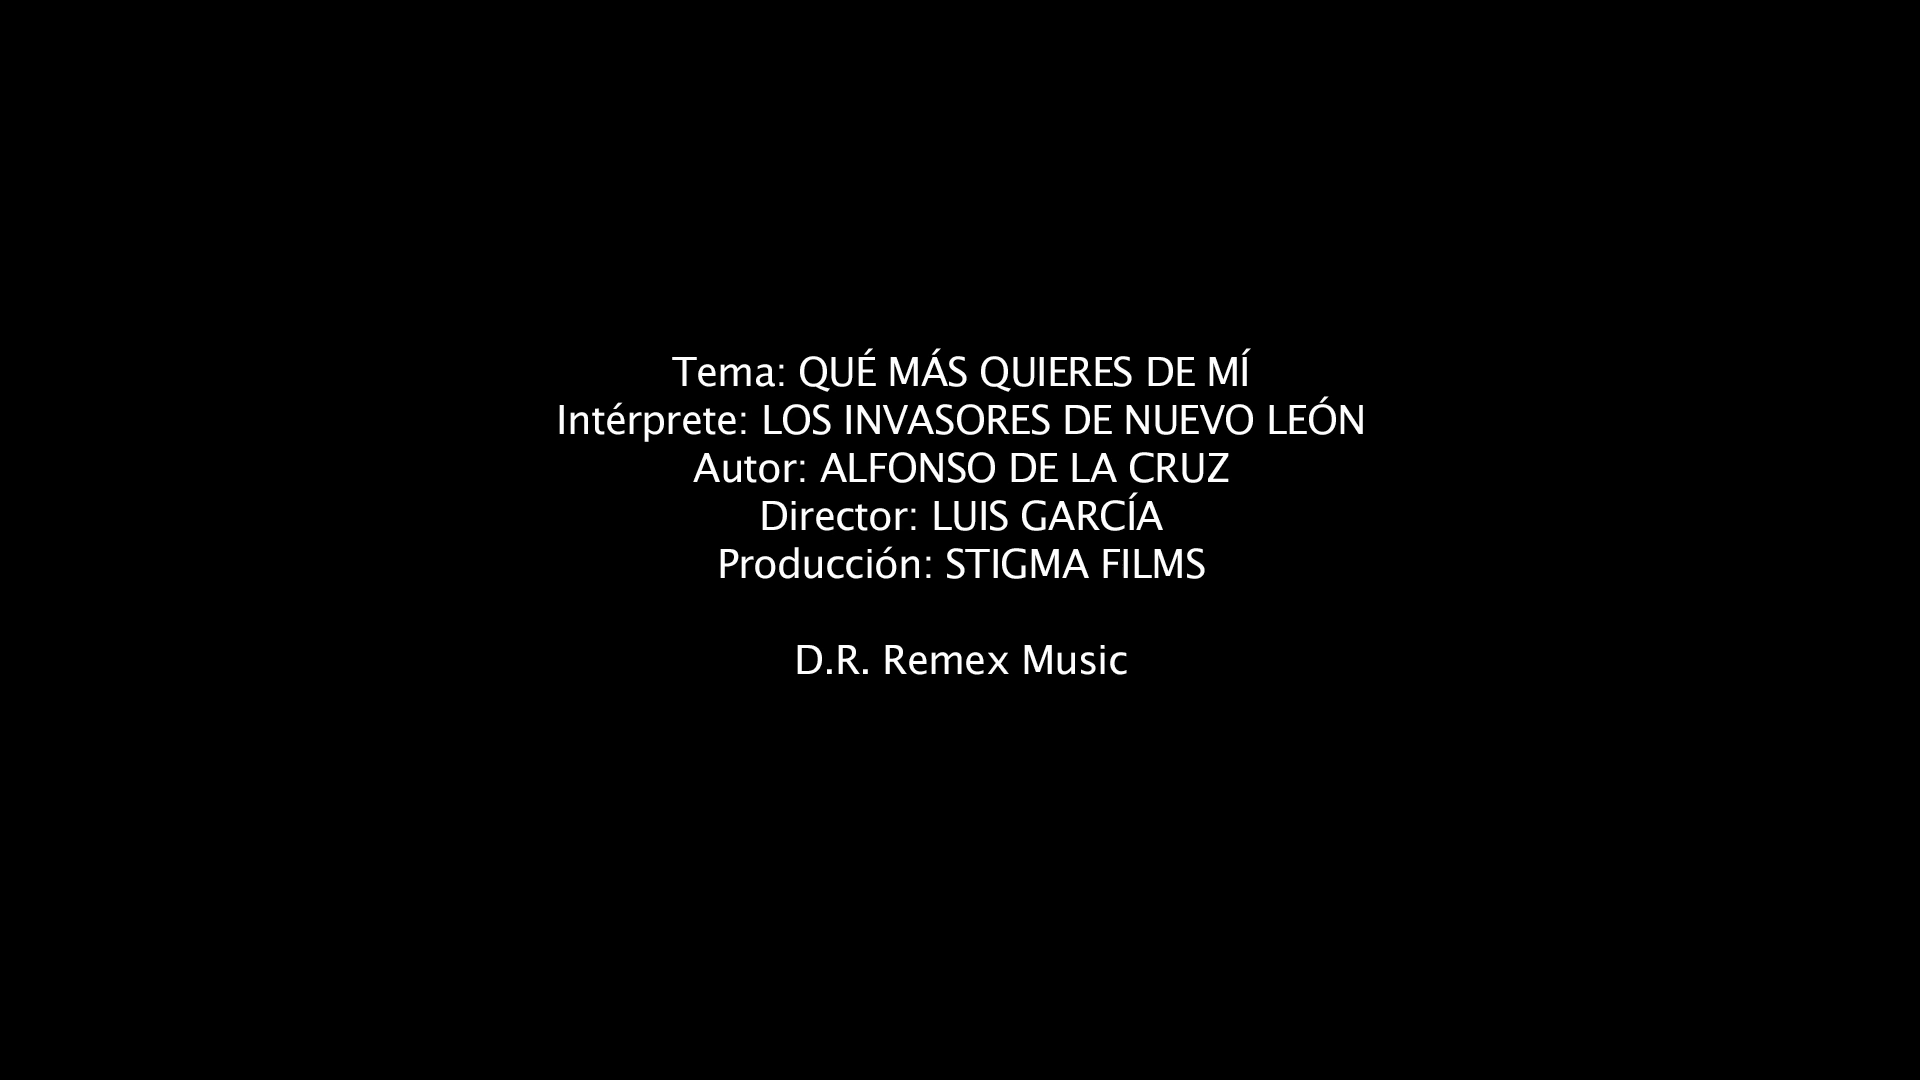 Tema: QUÉ MÁS QUIERES DE MÍ
Intérprete: LOS INVASORES DE NUEVO LEÓN
Autor: ALFONSO DE LA CRUZ
Director: LUIS GARCÍA
Producción: STIGMA FILMS
D.R. Remex Music